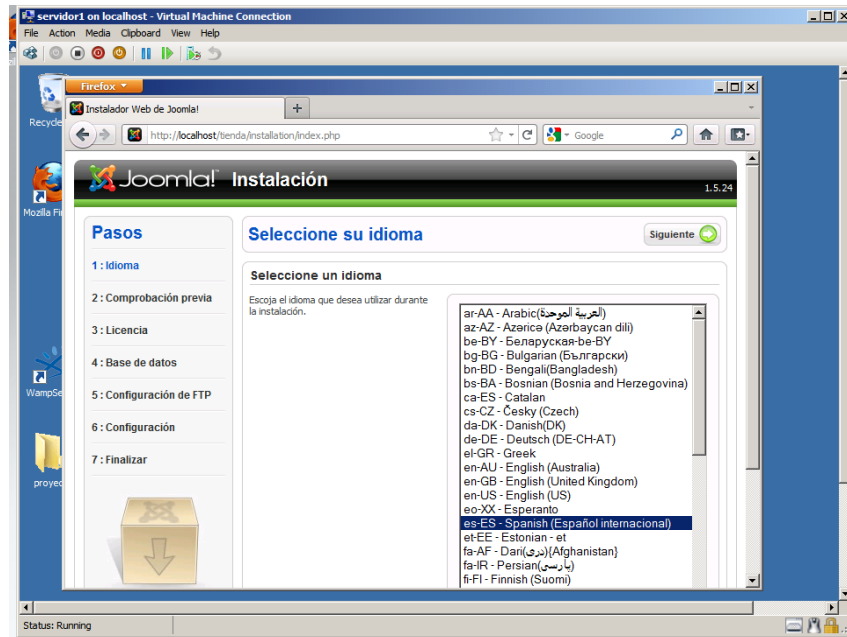 servidor1 on localhost - Virtual Machine Connection
File Action Media Clipboard View Help
Recycle
Mozilla Fi
WampSe
proyec
Firefox
Instalador Web de Joomla!
http://localhost/tienda/installation/index.php
Google
Joomla! Instalación
1.5.24
Pasos
1 : Idioma
2 : Comprobación previa
3 : Licencia
4 : Base de datos
5 : Configuración de FTP
6 : Configuración
7 : Finalizar
Seleccione su idioma
Siguiente
Seleccione un idioma
Escoja el idioma que desea utilizar durante
la instalación.
ar-AA - Arabic(العربية الموحدة)
az-AZ - Azəricə (Azərbaycan dili)
be-BY - Беларуская-be-BY
bg-BG - Bulgarian (Български)
bn-BD - Bengali(Bangladesh)
bs-BA - Bosnian (Bosnia and Herzegovina)
ca-ES - Catalan
cs-CZ - Česky (Czech)
da-DK - Danish(DK)
de-DE - Deutsch (DE-CH-AT)
el-GR - Greek
en-AU - English (Australia)
en-GB - English (United Kingdom)
en-US - English (US)
eo-XX - Esperanto
es-ES - Spanish (Español internacional)
et-EE - Estonian - et
fa-AF - Dari(دری){Afghanistan}
fa-IR - Persian(پارسی)
fi-FI - Finnish (Suomi)
Status: Running